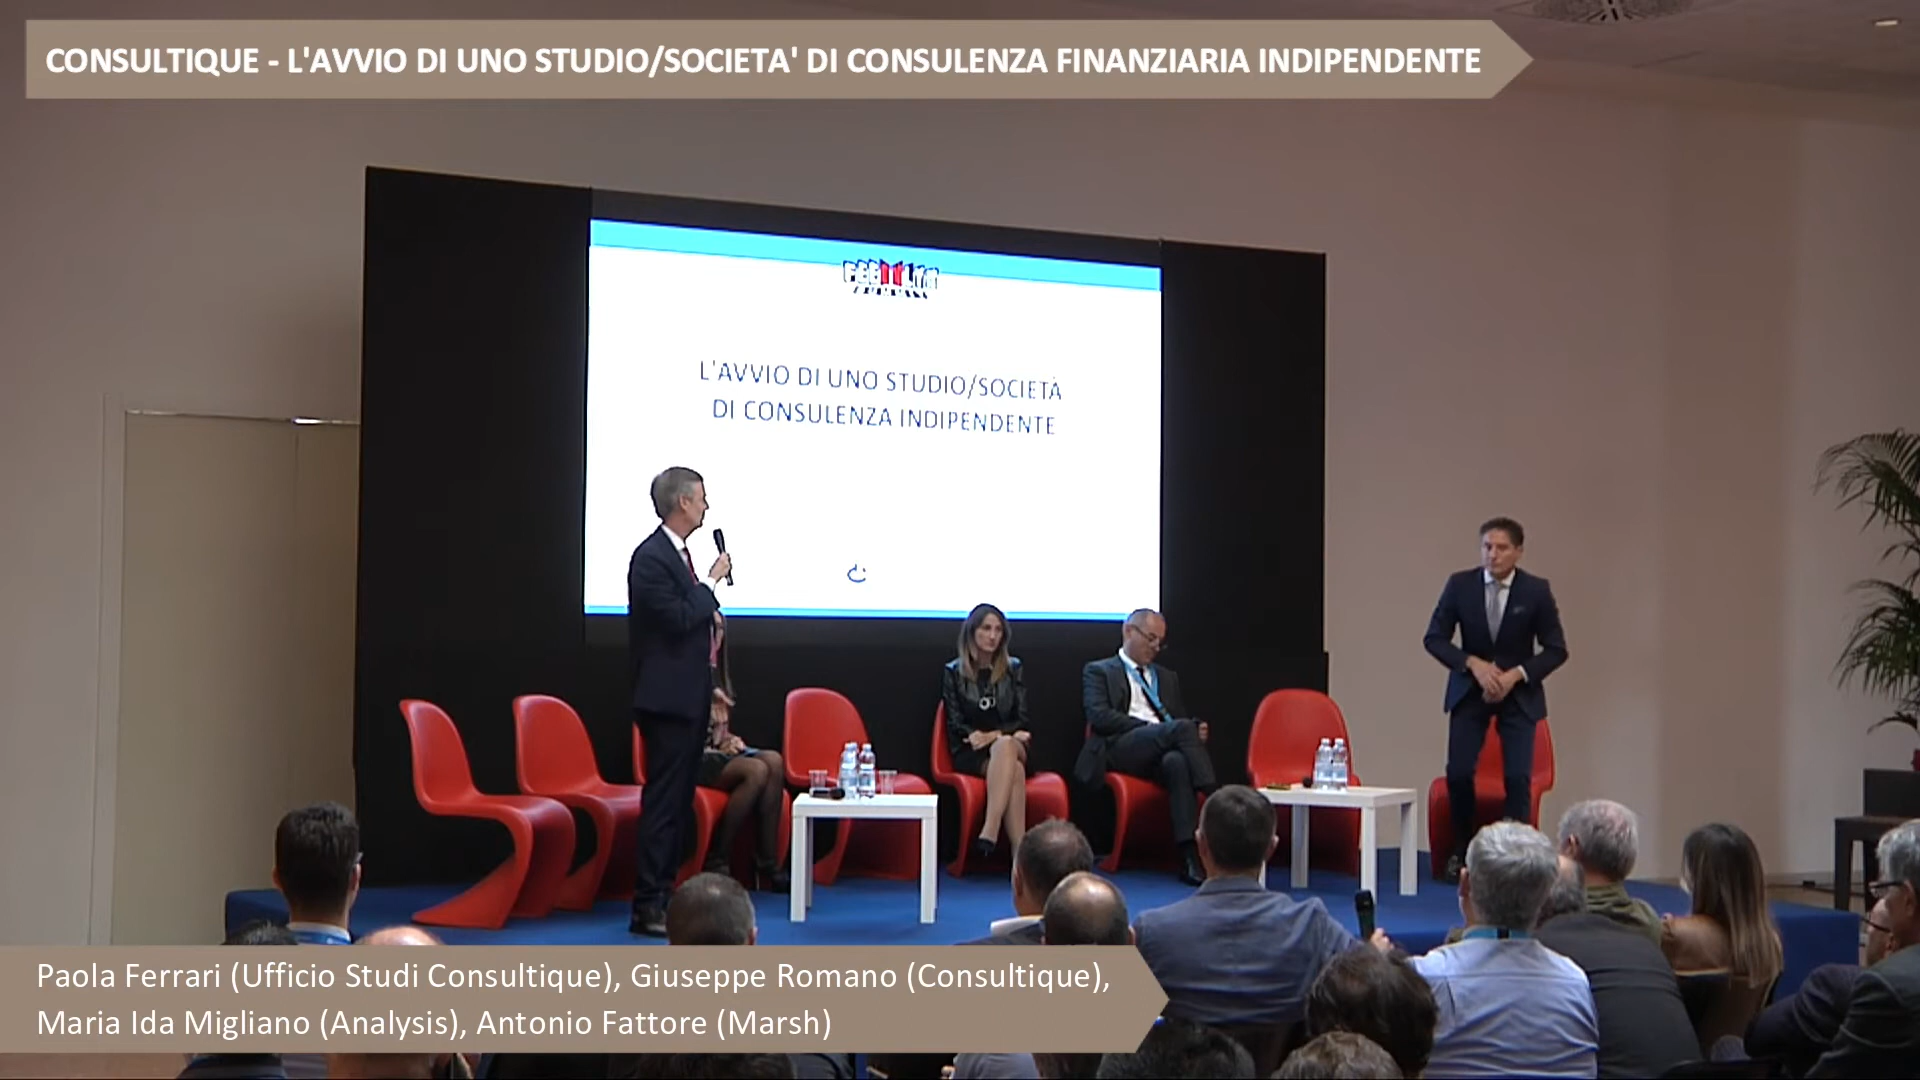 CONSULTIQUE - L'AVVIO DI UNO STUDIO/SOCIETA' DI CONSULENZA FINANZIARIA INDIPENDENTE
L'AVVIO DI UNO STUDIO/SOCIETÀ
DI CONSULENZA INDIPENDENTE
Paola Ferrari (Ufficio Studi Consultique), Giuseppe Romano (Consultique),
Maria Ida Migliano (Analysis), Antonio Fattore (Marsh)